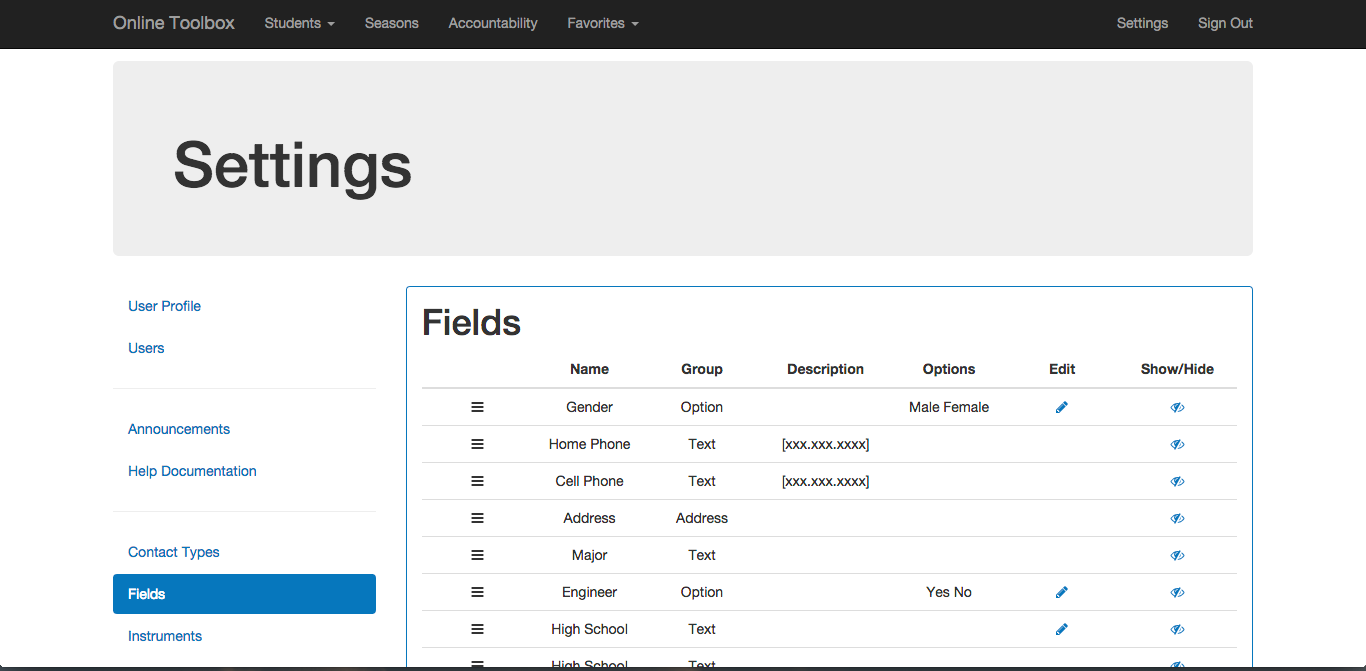 Online Toolbox Students Seasons Accountability Favorites Settings Sign Out
Settings
User Profile
Users
Announcements
Help Documentation
Contact Types
Fields
Instruments
Fields
Name Group Description Options Edit Show/Hide
Gender Option Male Female
Home Phone Text [xxx.xxx.xxxx]
Cell Phone Text [xxx.xxx.xxxx]
Address Address
Major Text
Engineer Option Yes No
High School Text
High School Text